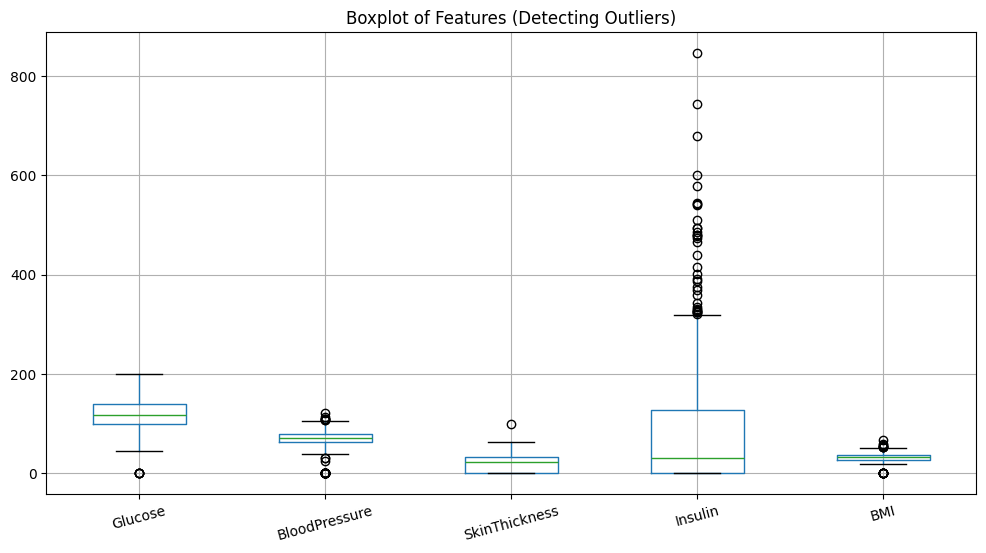 Boxplot of Features (Detecting Outliers)
800
600
400
200
0
Glucose
BloodPressure
SkinThickness
Insulin
BMI